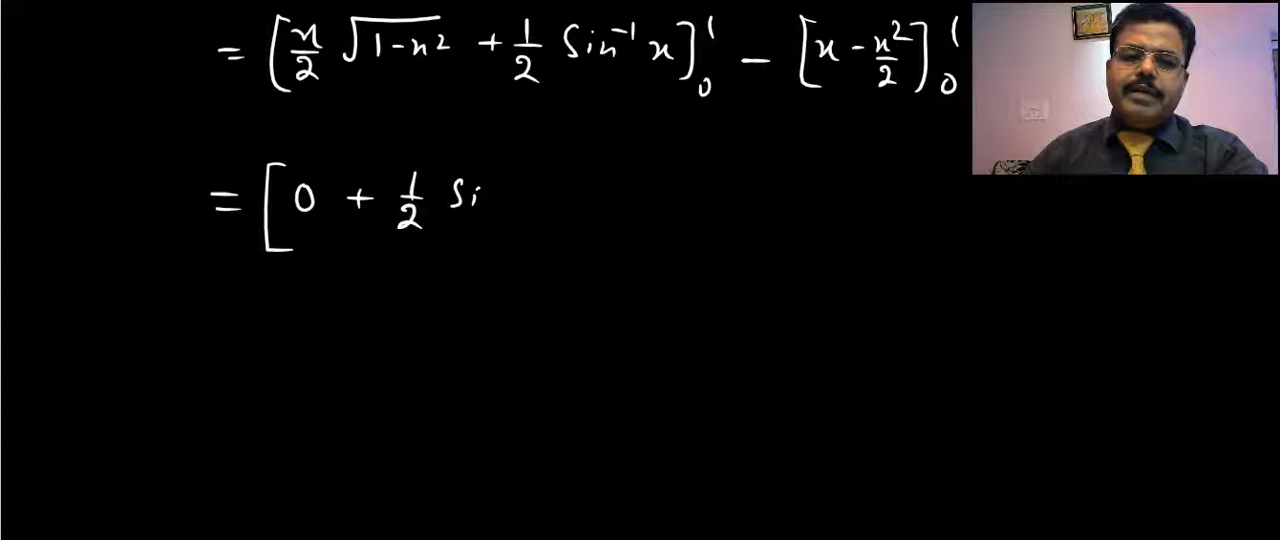 = [x/2 √1-x² + 1/2 Sin⁻¹ x]₀¹ - [x - x²/2]₀¹
= [0 + 1/2 Si